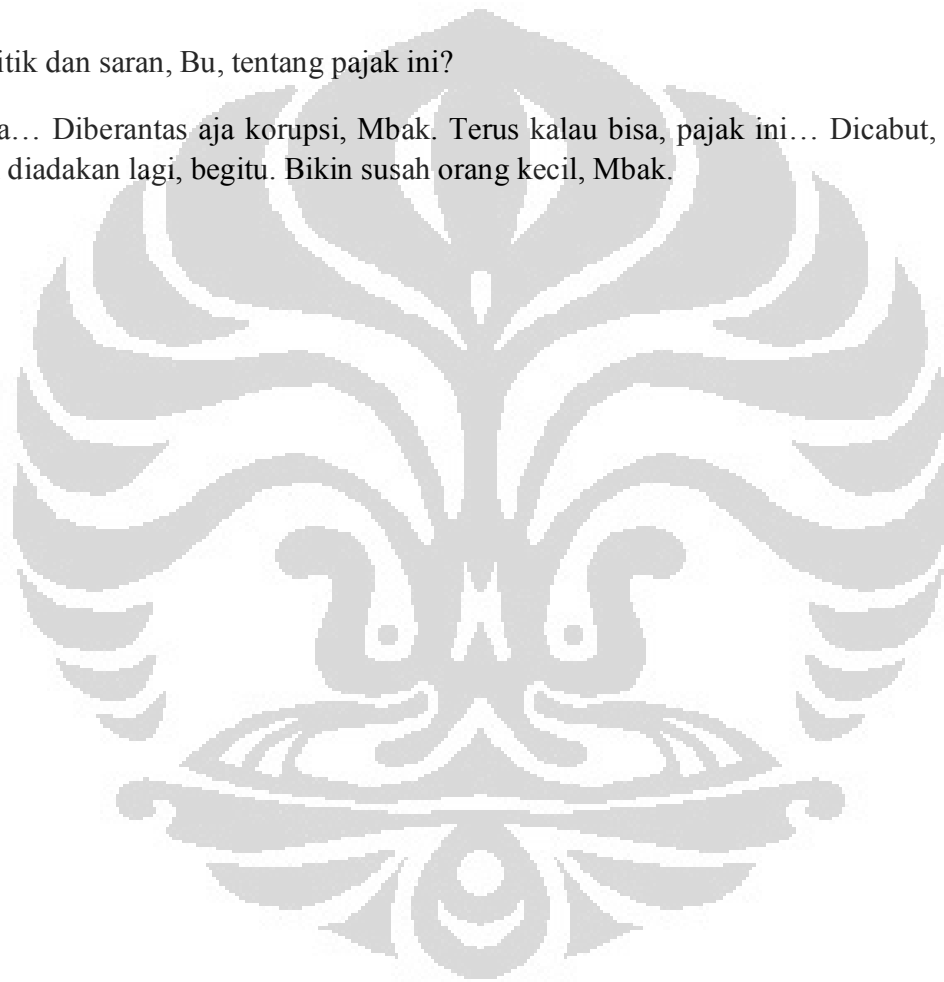 itik dan saran, Bu, tentang pajak ini?
a… Diberantas aja korupsi, Mbak. Terus kalau bisa, pajak ini… Dicabut,
diadakan lagi, begitu. Bikin susah orang kecil, Mbak.